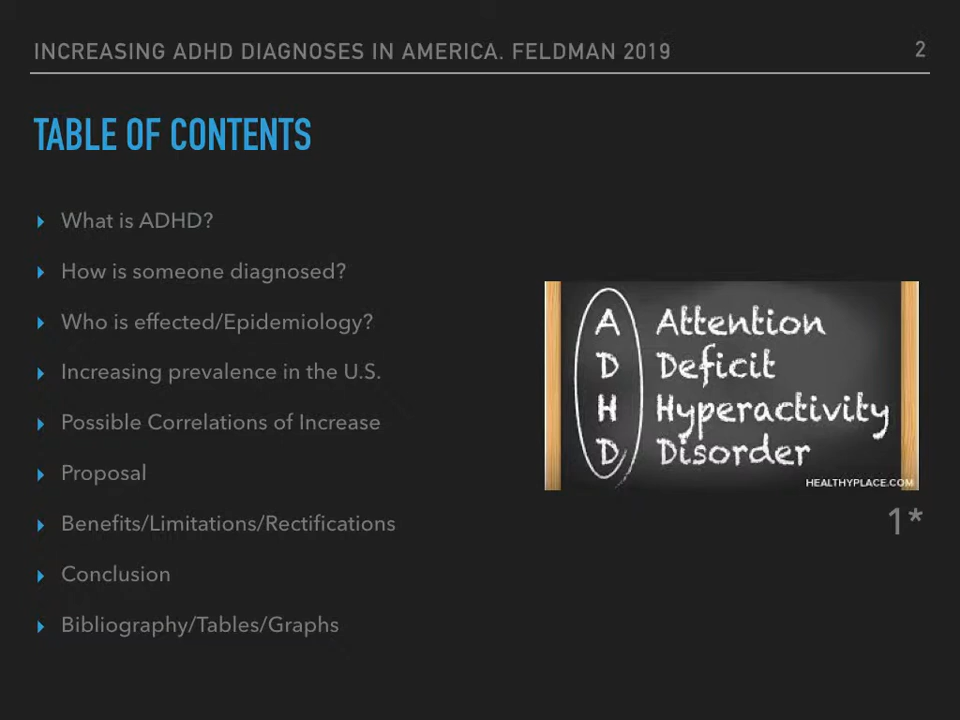 INCREASING ADHD DIAGNOSES IN AMERICA. FELDMAN 2019
2
TABLE OF CONTENTS
What is ADHD?
How is someone diagnosed?
Who is effected/Epidemiology?
Increasing prevalence in the U.S.
Possible Correlations of Increase
Proposal
Benefits/Limitations/Rectifications
Conclusion
Bibliography/Tables/Graphs
A Attention
D Deficit
H Hyperactivity
D Disorder
HEALTHYPLACE.COM
1*